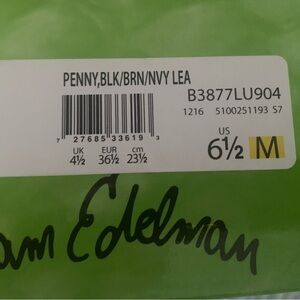 PENNY,BLK/BRN/NVY LEA
B3877LU904
1216 5100251193 S7
7 27685 33619 3
UK EUR cm
4½ 36½ 23½
US
6½ M
am Edelman